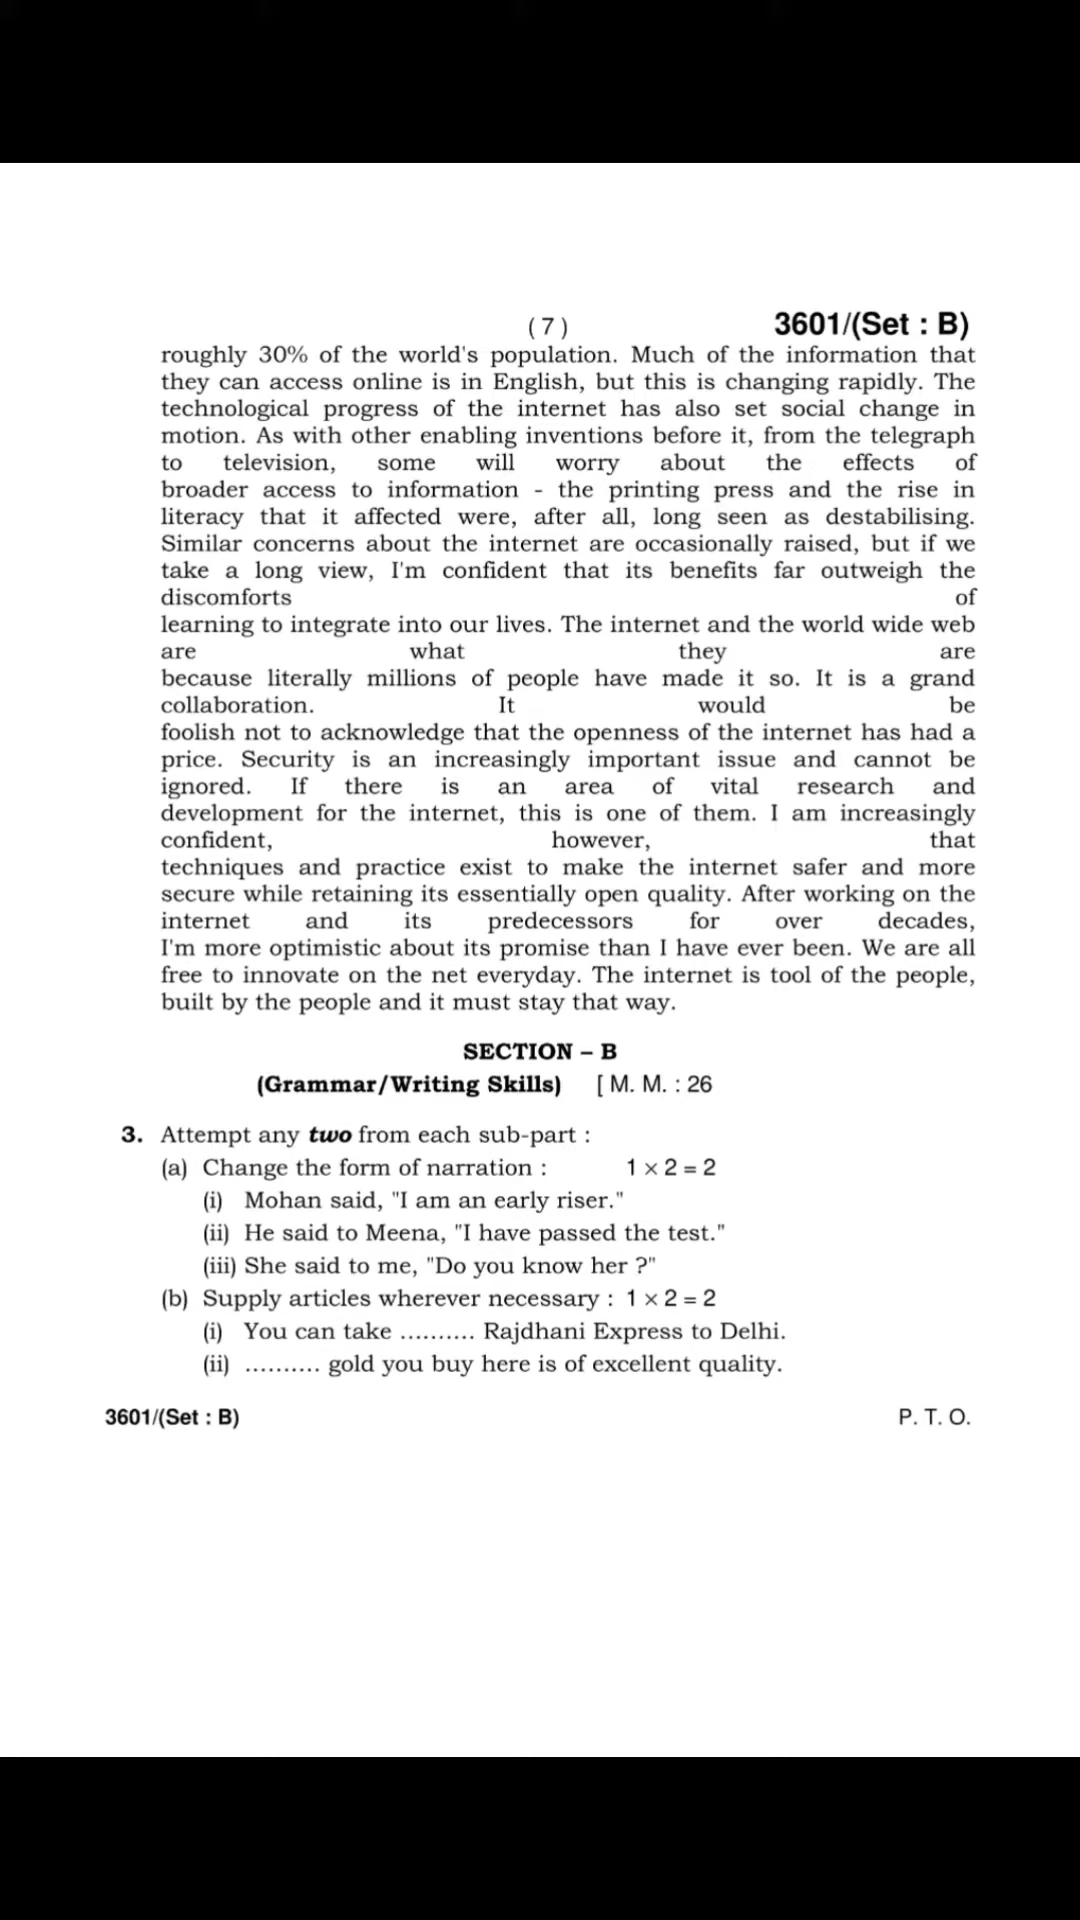 ( 7 ) 3601/(Set : B)
roughly 30% of the world's population. Much of the information that
they can access online is in English, but this is changing rapidly. The
technological progress of the internet has also set social change in
motion. As with other enabling inventions before it, from the telegraph
to television, some will worry about the effects of
broader access to information - the printing press and the rise in
literacy that it affected were, after all, long seen as destabilising.
Similar concerns about the internet are occasionally raised, but if we
take a long view, I'm confident that its benefits far outweigh the
discomforts of
learning to integrate into our lives. The internet and the world wide web
are what they are
because literally millions of people have made it so. It is a grand
collaboration. It would be
foolish not to acknowledge that the openness of the internet has had a
price. Security is an increasingly important issue and cannot be
ignored. If there is an area of vital research and
development for the internet, this is one of them. I am increasingly
confident, however, that
techniques and practice exist to make the internet safer and more
secure while retaining its essentially open quality. After working on the
internet and its predecessors for over decades,
I'm more optimistic about its promise than I have ever been. We are all
free to innovate on the net everyday. The internet is tool of the people,
built by the people and it must stay that way.
SECTION – B
(Grammar/Writing Skills) [ M. M. : 26
3. Attempt any two from each sub-part :
(a) Change the form of narration : 1 × 2 = 2
(i) Mohan said, "I am an early riser."
(ii) He said to Meena, "I have passed the test."
(iii) She said to me, "Do you know her ?"
(b) Supply articles wherever necessary : 1 × 2 = 2
(i) You can take .......... Rajdhani Express to Delhi.
(ii) .......... gold you buy here is of excellent quality.
3601/(Set : B) P. T. O.